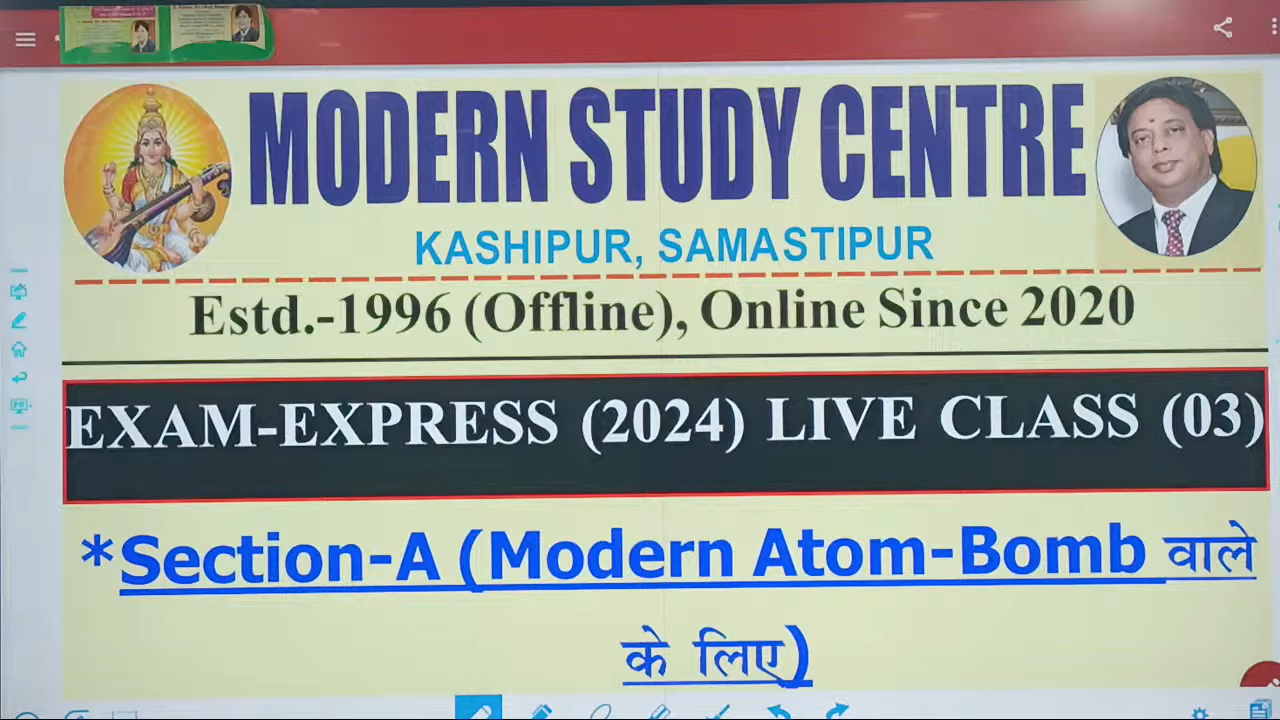 MODERN STUDY CENTRE
KASHIPUR, SAMASTIPUR
Estd.-1996 (Offline), Online Since 2020
EXAM-EXPRESS (2024) LIVE CLASS (03)
*Section-A (Modern Atom-Bomb वाले
के लिए)